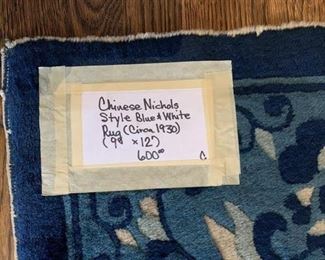 Chinese Nichols
Style Blue & White
Rug (Circa 1930)
(9' x 12')
600⁰⁰
C.